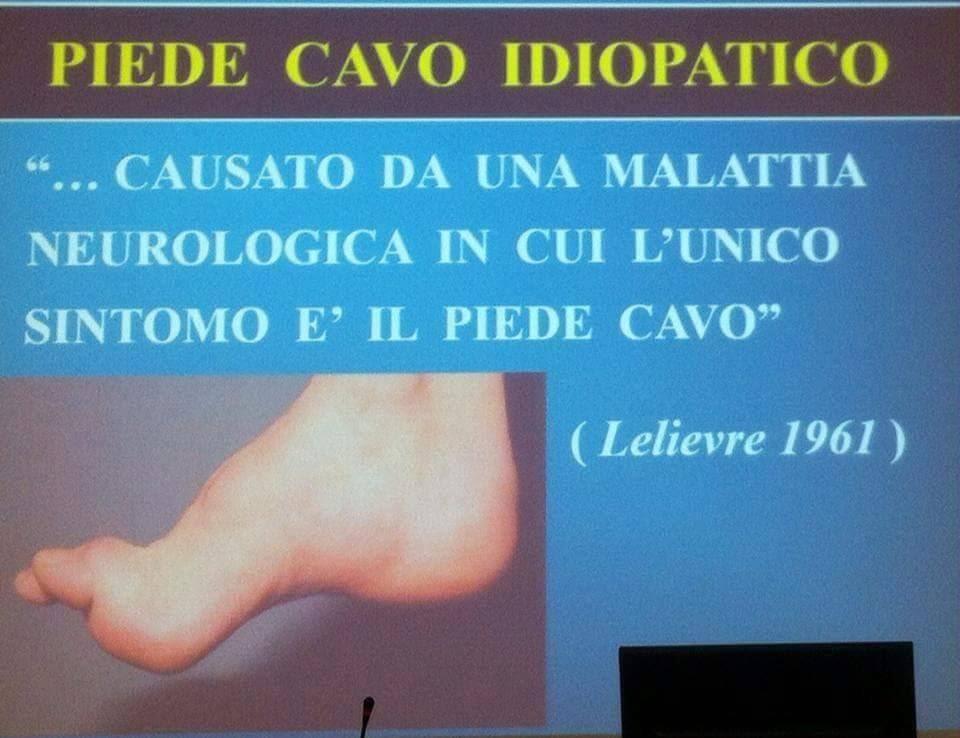 PIEDE CAVO IDIOPATICO
“... CAUSATO DA UNA MALATTIA
NEUROLOGICA IN CUI L’UNICO
SINTOMO E’ IL PIEDE CAVO”
( Lelievre 1961 )